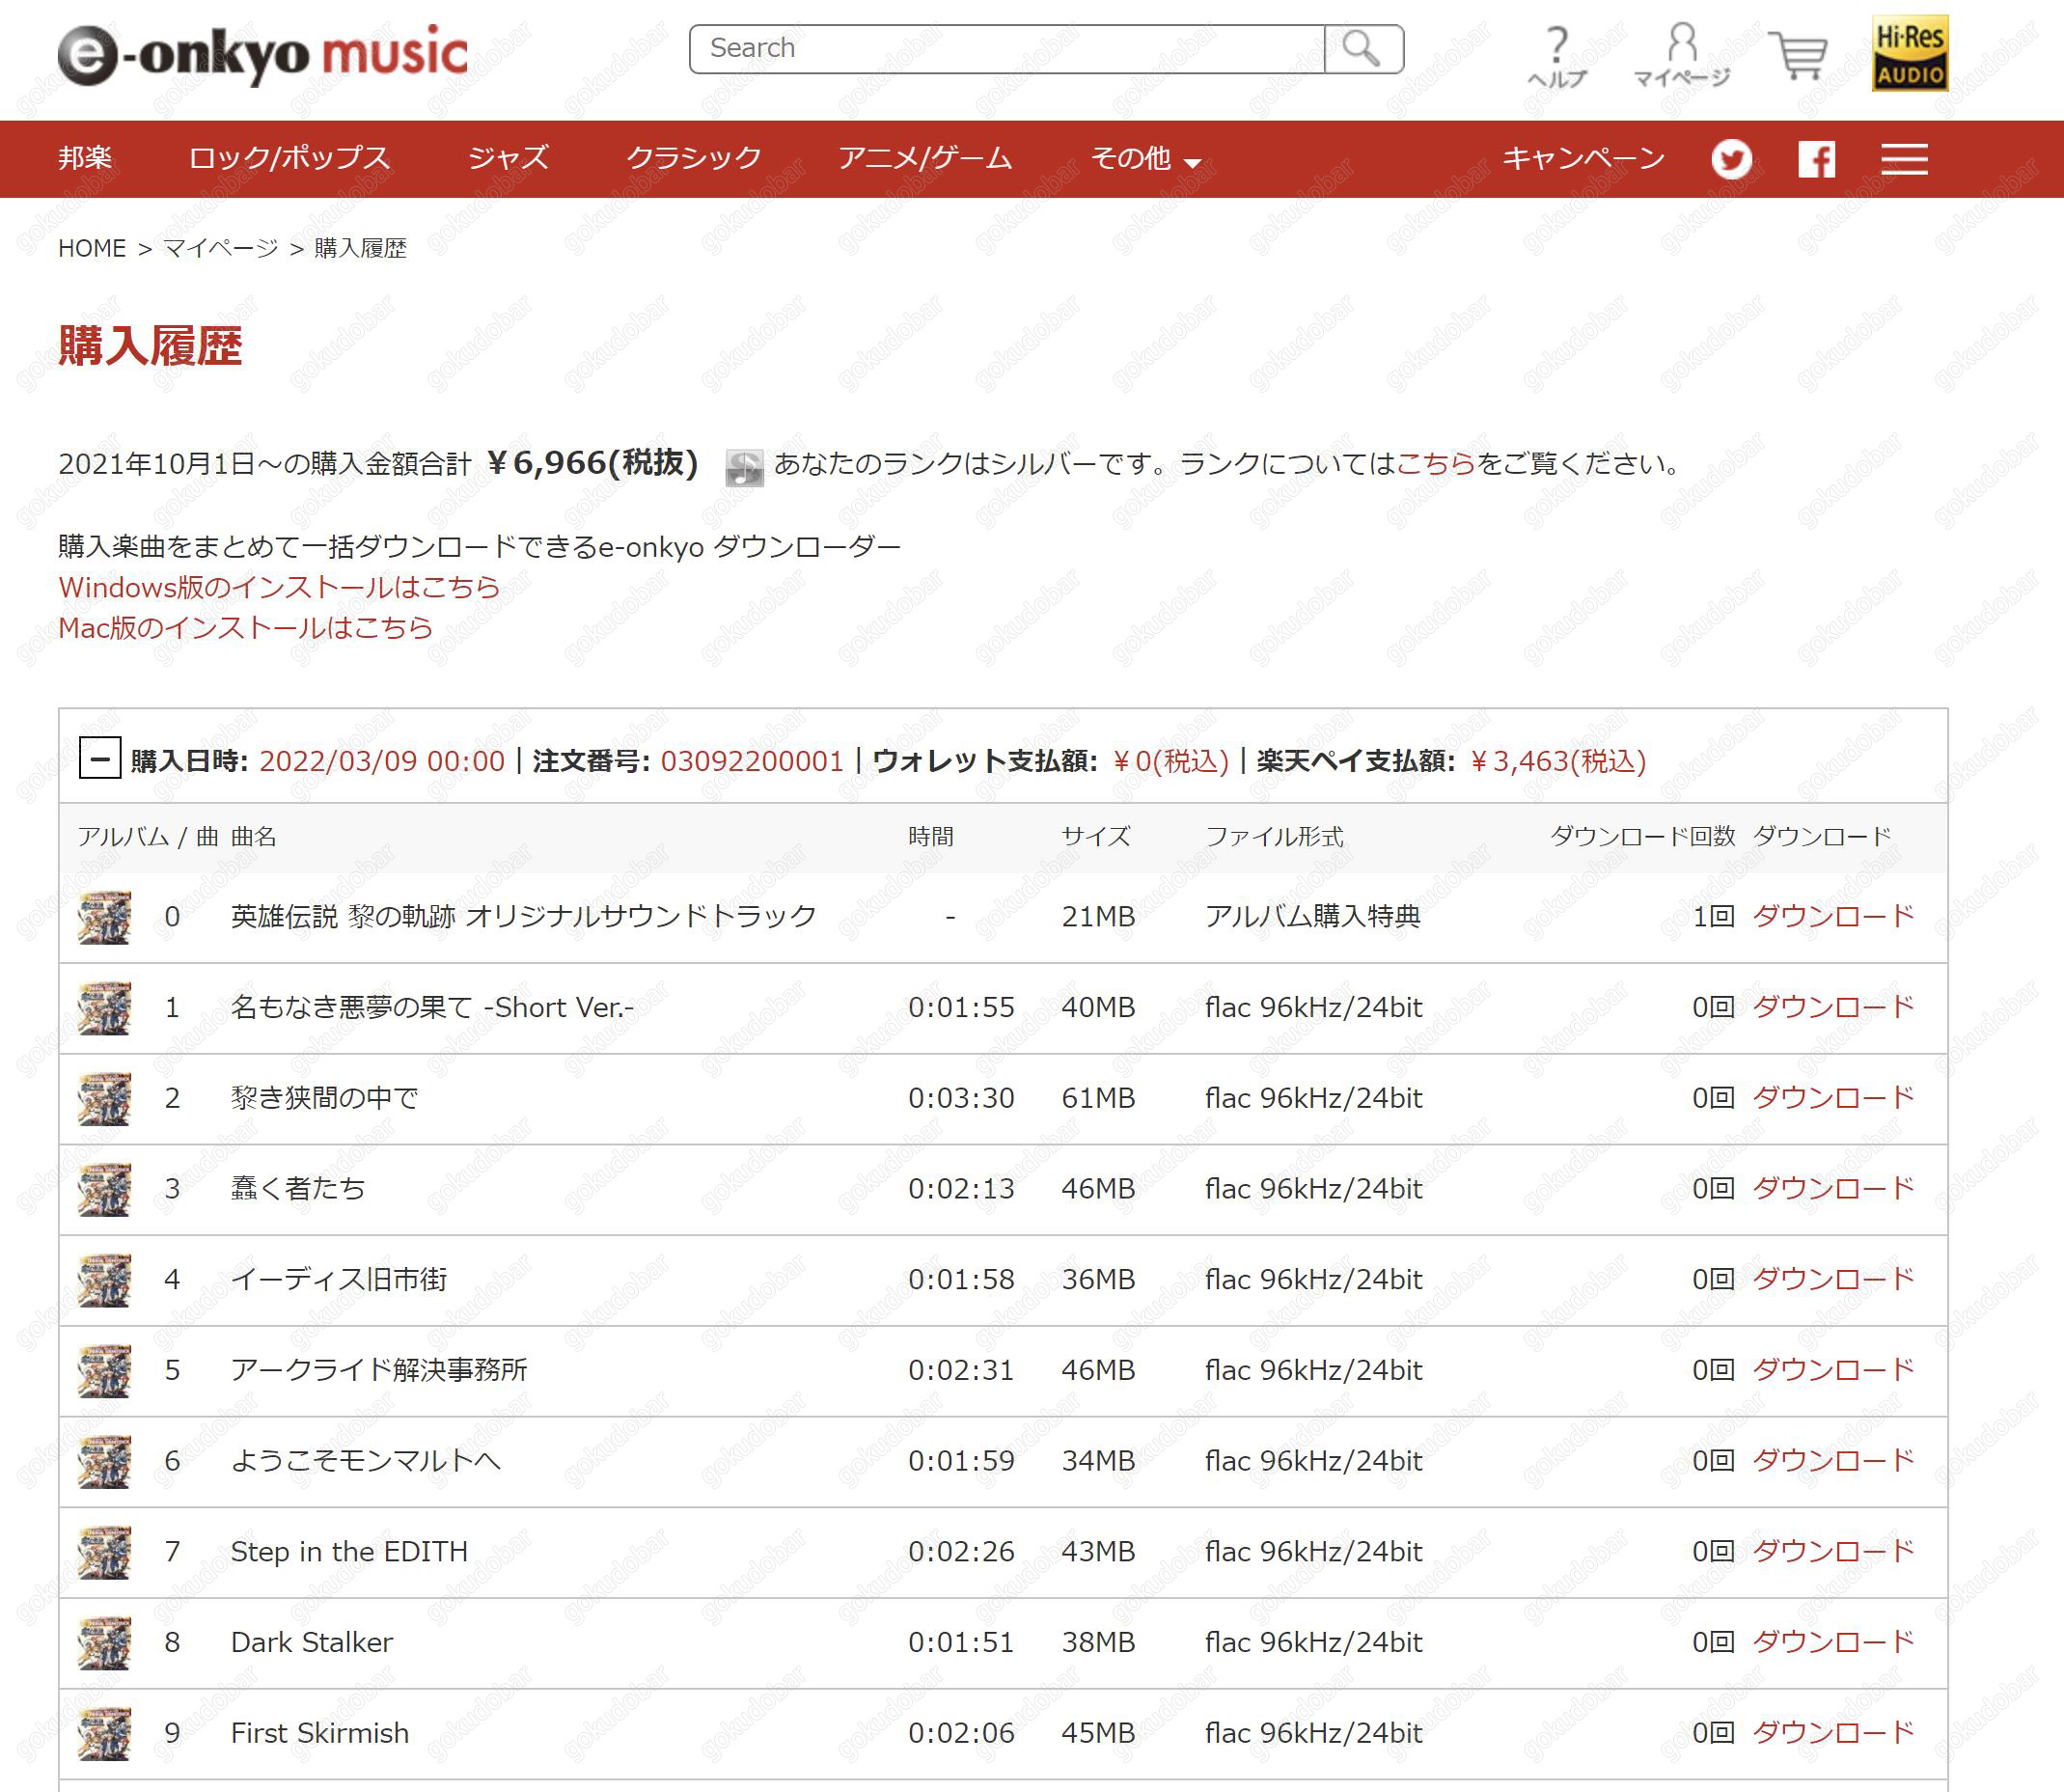 e-onkyo music
Search
ヘルプ
マイページ
Hi-Res AUDIO
邦楽 ロック/ポップス ジャズ クラシック アニメ/ゲーム その他 キャンペーン
HOME > マイページ > 購入履歴
購入履歴
2021年10月1日～の購入金額合計 ￥6,966(税抜) あなたのランクはシルバーです。ランクについてはこちらをご覧ください。
購入楽曲をまとめて一括ダウンロードできるe-onkyo ダウンローダー
Windows版のインストールはこちら
Mac版のインストールはこちら
購入日時: 2022/03/09 00:00 | 注文番号: 03092200001 | ウォレット支払額: ￥0(税込) | 楽天ペイ支払額: ￥3,463(税込)
アルバム / 曲 曲名 時間 サイズ ファイル形式 ダウンロード回数 ダウンロード
0 英雄伝説 黎の軌跡 オリジナルサウンドトラック - 21MB アルバム購入特典 1回 ダウンロード
1 名もなき悪夢の果て -Short Ver.- 0:01:55 40MB flac 96kHz/24bit 0回 ダウンロード
2 黎き狭間の中で 0:03:30 61MB flac 96kHz/24bit 0回 ダウンロード
3 蠢く者たち 0:02:13 46MB flac 96kHz/24bit 0回 ダウンロード
4 イーディス旧市街 0:01:58 36MB flac 96kHz/24bit 0回 ダウンロード
5 アークライド解決事務所 0:02:31 46MB flac 96kHz/24bit 0回 ダウンロード
6 ようこそモンマルトへ 0:01:59 34MB flac 96kHz/24bit 0回 ダウンロード
7 Step in the EDITH 0:02:26 43MB flac 96kHz/24bit 0回 ダウンロード
8 Dark Stalker 0:01:51 38MB flac 96kHz/24bit 0回 ダウンロード
9 First Skirmish 0:02:06 45MB flac 96kHz/24bit 0回 ダウンロード
gokudobar